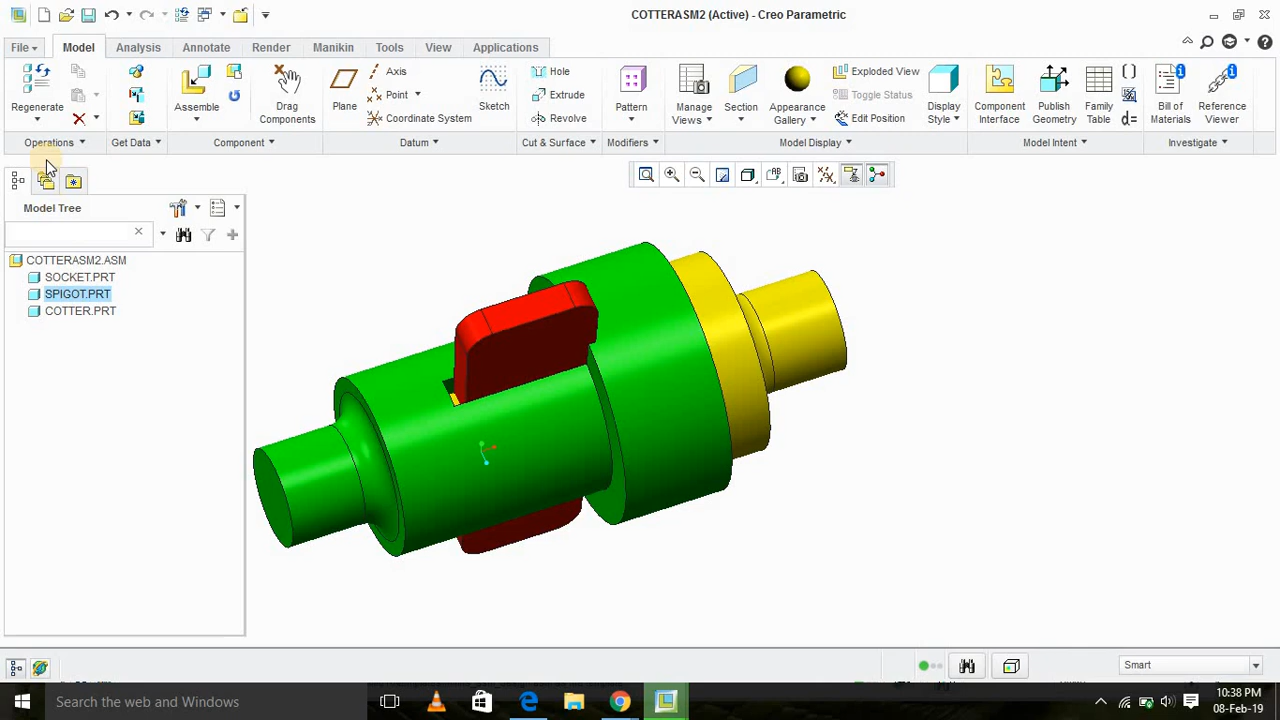 COTTERASM2 (Active) - Creo Parametric
File Model Analysis Annotate Render Manikin Tools View Applications
Regenerate
Assemble
Drag
Components
Plane
Axis
Point
Coordinate System
Sketch
Hole
Extrude
Revolve
Pattern
Manage
Views
Section
Appearance
Gallery
Exploded View
Toggle Status
Edit Position
Display
Style
Component
Interface
Publish
Geometry
Family
Table
Bill of
Materials
Reference
Viewer
Operations Get Data Component Datum Cut & Surface Modifiers Model Display Model Intent Investigate
Model Tree
COTTERASM2.ASM
SOCKET.PRT
SPIGOT.PRT
COTTER.PRT
Smart
Search the web and Windows
10:38 PM
08-Feb-19